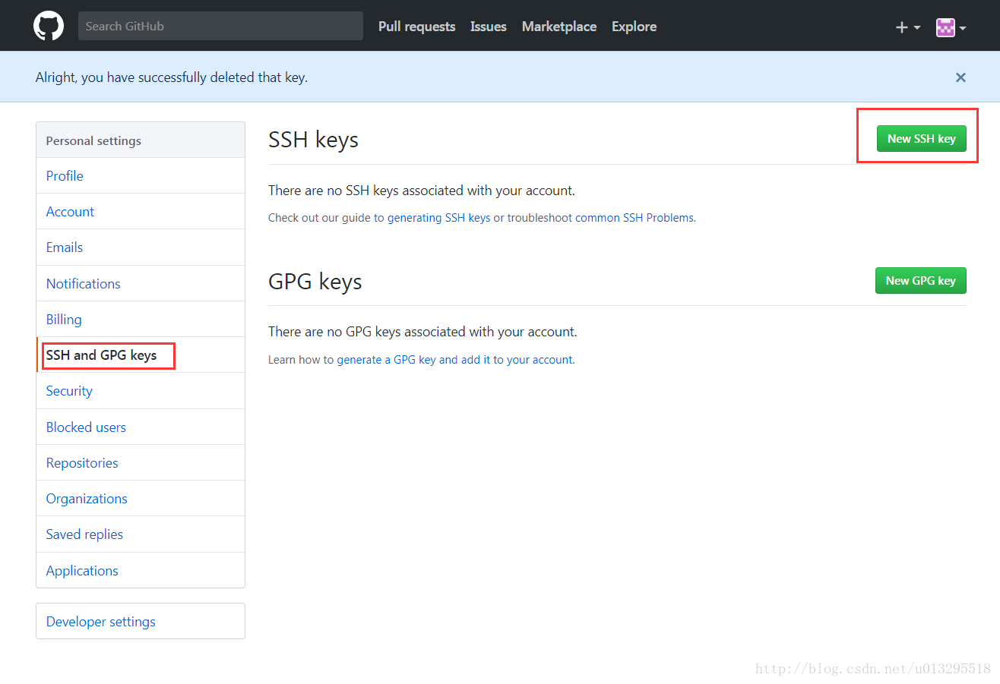 Search GitHub Pull requests Issues Marketplace Explore
Alright, you have successfully deleted that key.
Personal settings
Profile
Account
Emails
Notifications
Billing
SSH and GPG keys
Security
Blocked users
Repositories
Organizations
Saved replies
Applications
Developer settings
SSH keys
New SSH key
There are no SSH keys associated with your account.
Check out our guide to generating SSH keys or troubleshoot common SSH Problems.
GPG keys
New GPG key
There are no GPG keys associated with your account.
Learn how to generate a GPG key and add it to your account.
http://blog.csdn.net/u013295518